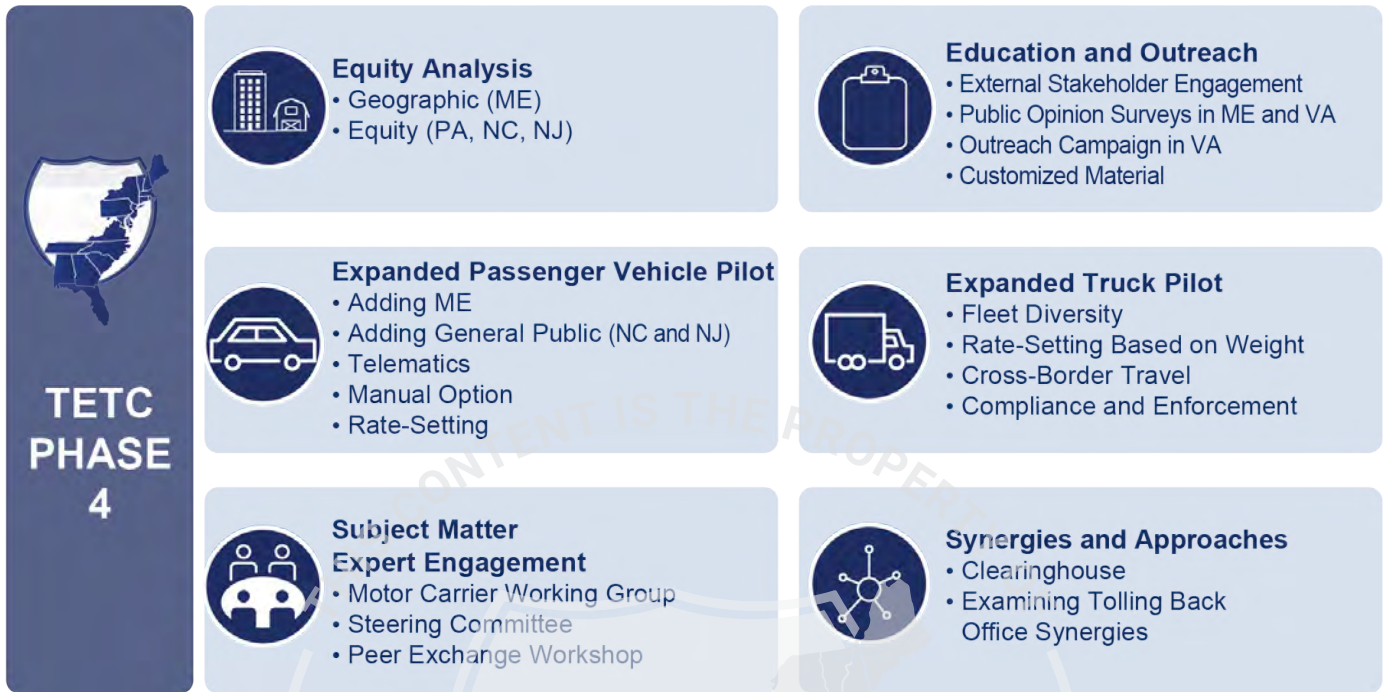 TETC
PHASE
4
Equity Analysis
• Geographic (ME)
• Equity (PA, NC, NJ)
Education and Outreach
• External Stakeholder Engagement
• Public Opinion Surveys in ME and VA
• Outreach Campaign in VA
• Customized Material
Expanded Passenger Vehicle Pilot
• Adding ME
• Adding General Public (NC and NJ)
• Telematics
• Manual Option
• Rate-Setting
Expanded Truck Pilot
• Fleet Diversity
• Rate-Setting Based on Weight
• Cross-Border Travel
• Compliance and Enforcement
Subject Matter
Expert Engagement
• Motor Carrier Working Group
• Steering Committee
• Peer Exchange Workshop
Synergies and Approaches
• Clearinghouse
• Examining Tolling Back
Office Synergies
CONTENT IS THE PROPERTY